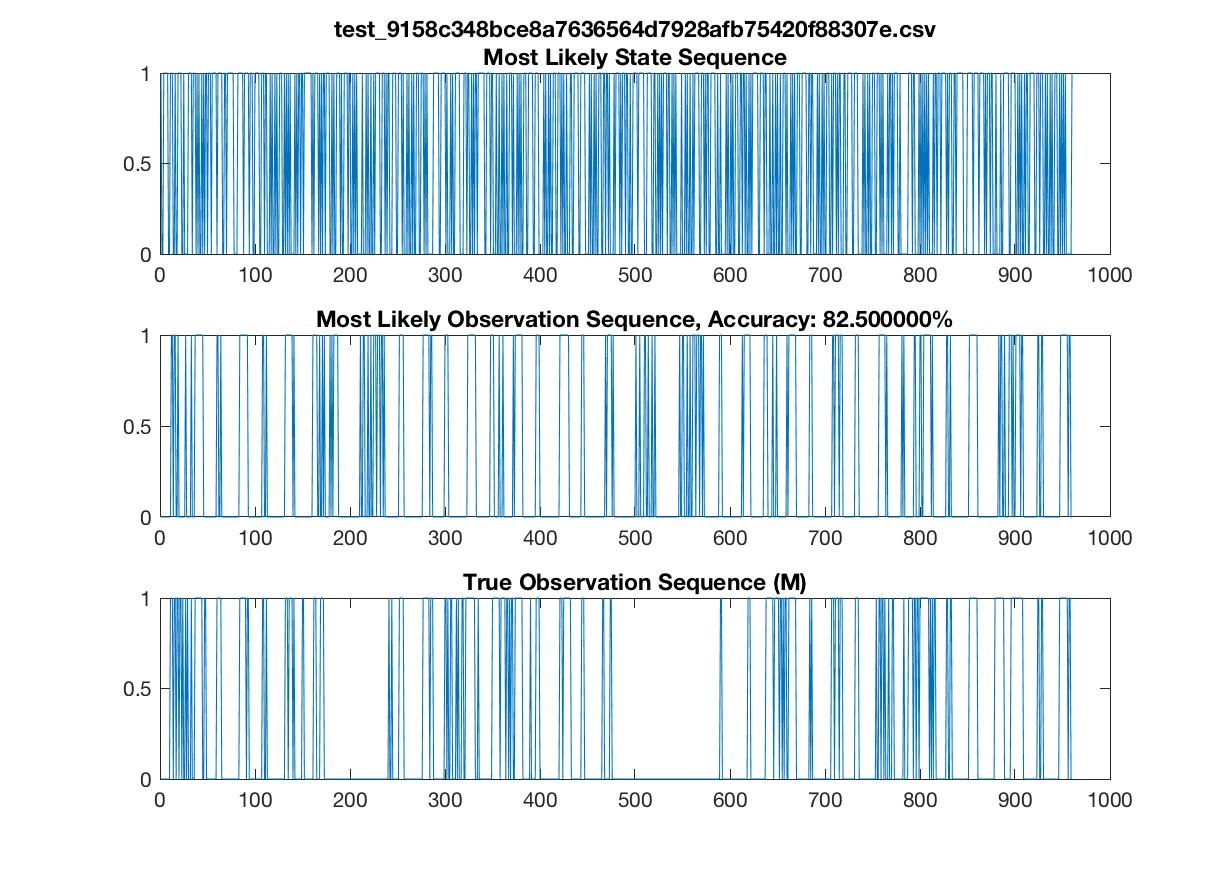 test_9158c348bce8a7636564d7928afb75420f88307e.csv
Most Likely State Sequence
1
0.5
0
0 100 200 300 400 500 600 700 800 900 1000
Most Likely Observation Sequence, Accuracy: 82.500000%
1
0.5
0
0 100 200 300 400 500 600 700 800 900 1000
True Observation Sequence (M)
1
0.5
0
0 100 200 300 400 500 600 700 800 900 1000